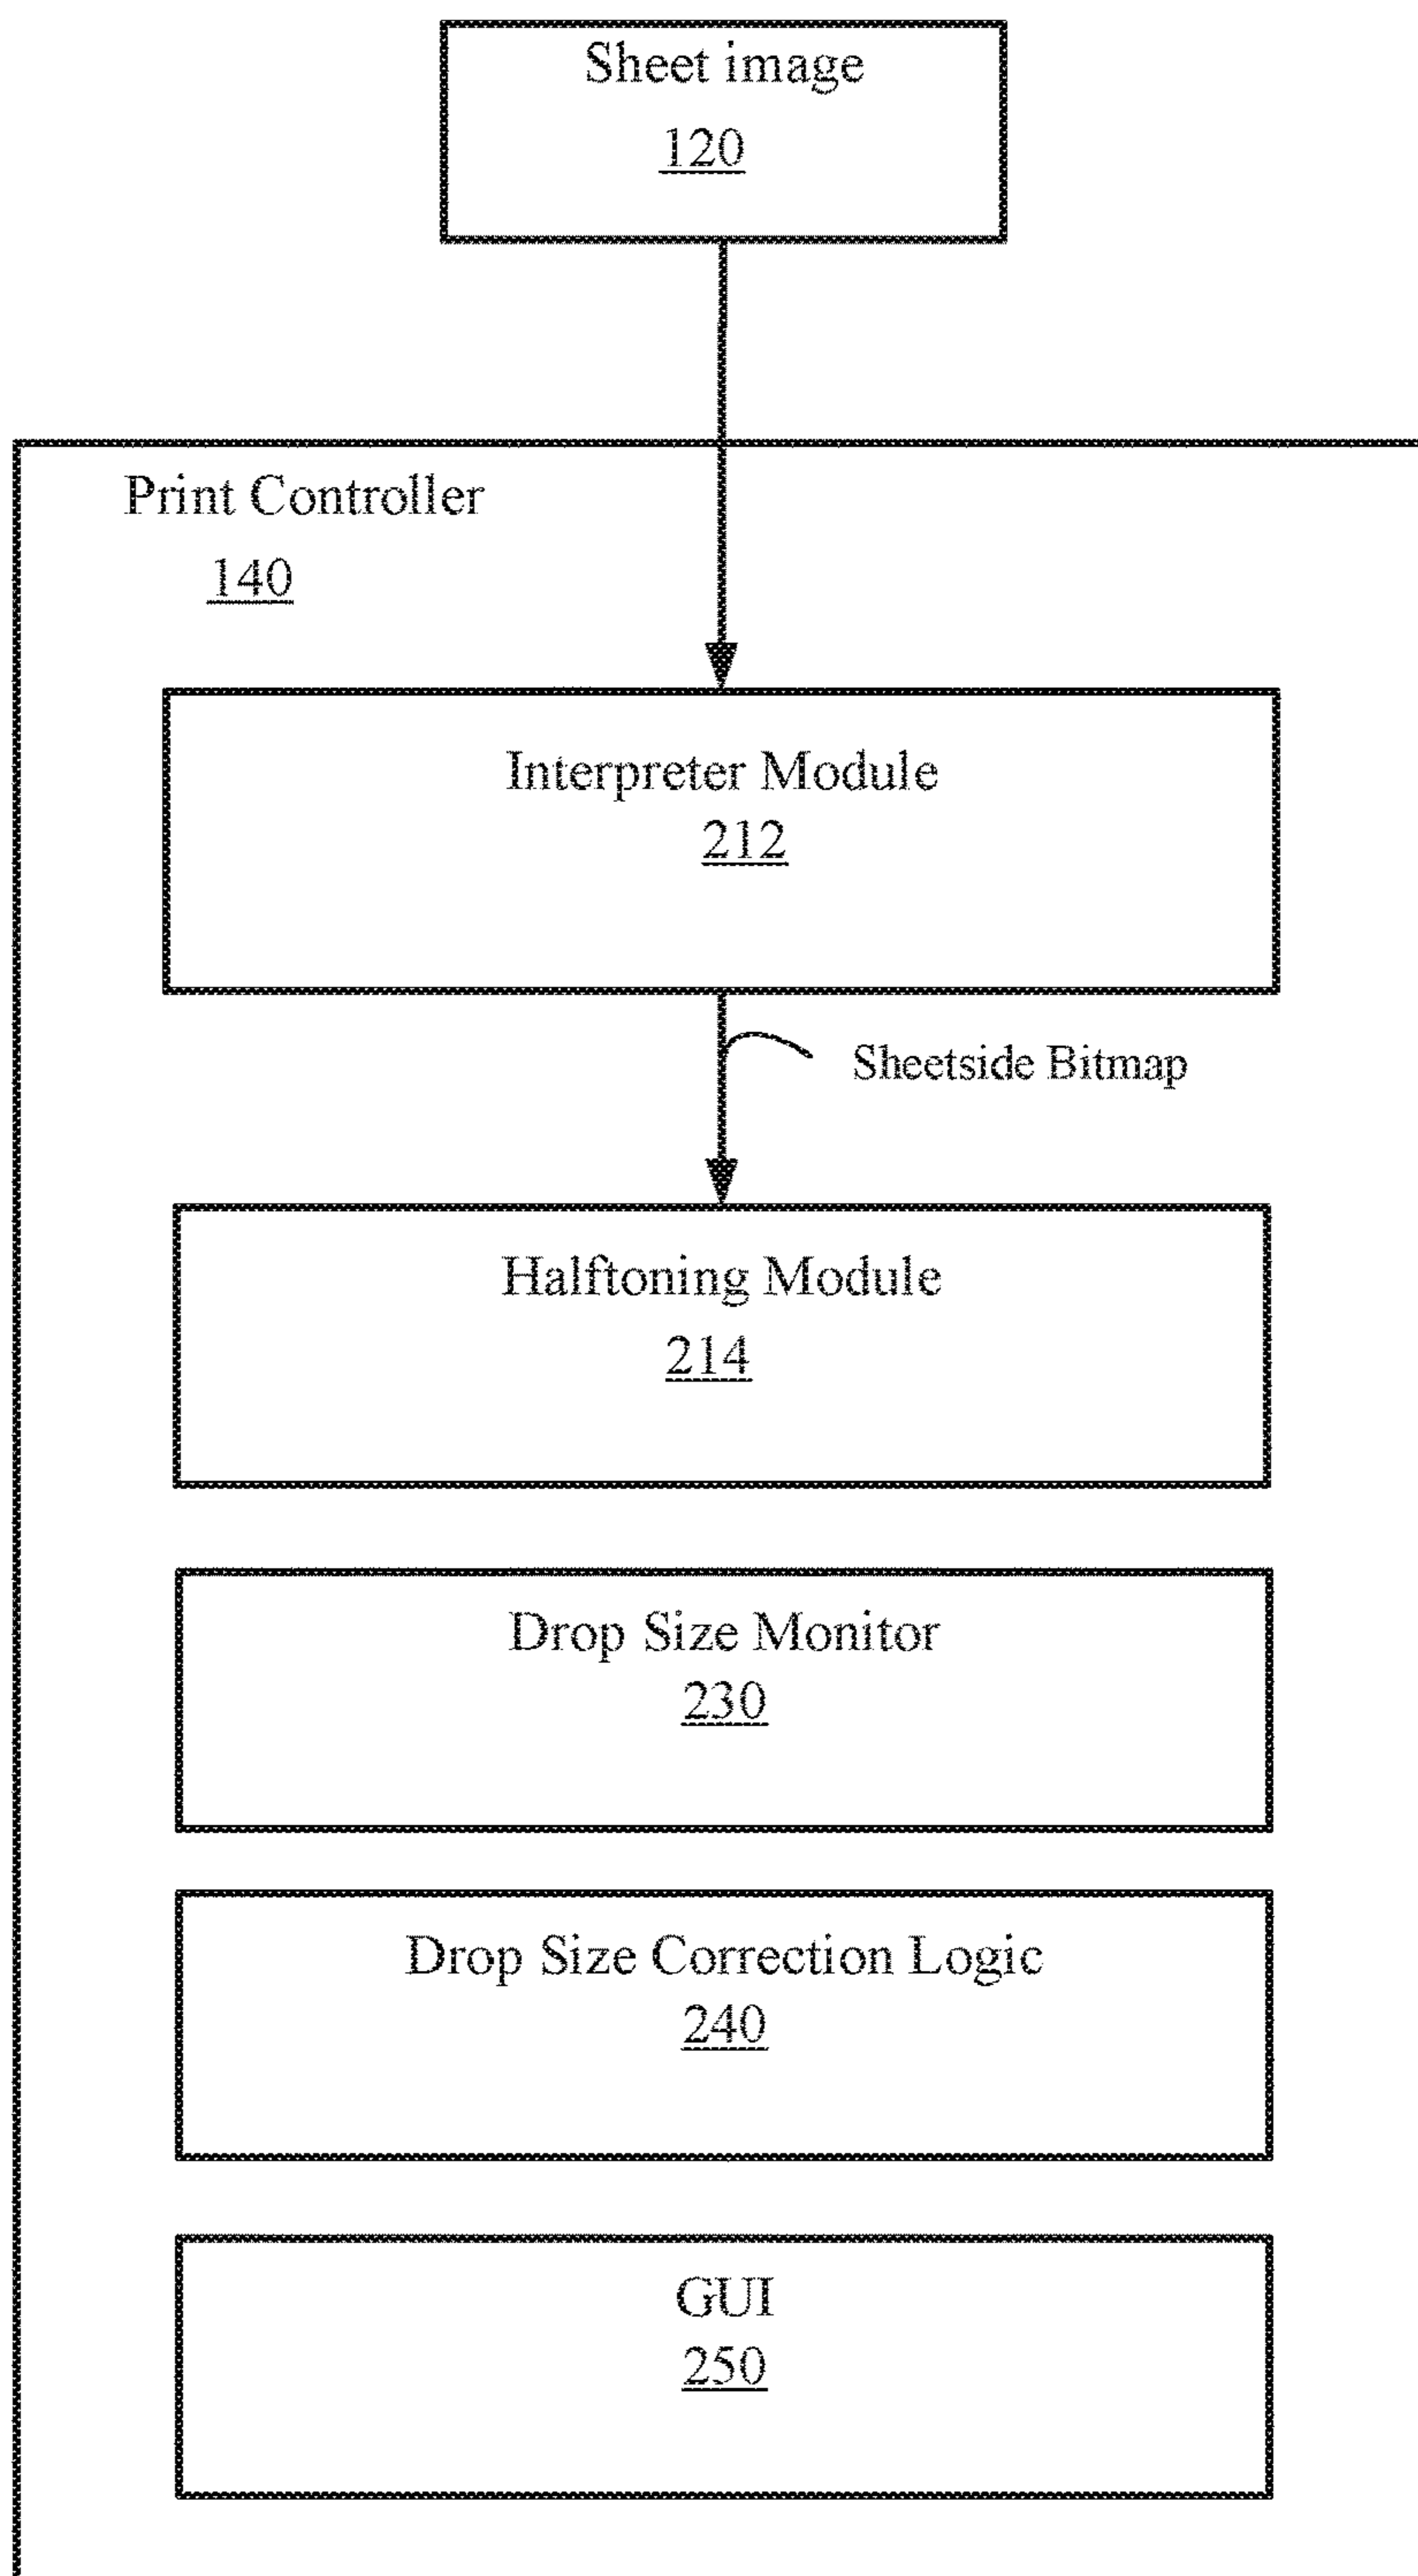 Sheet image
120
Print Controller
140
Interpreter Module
212
Sheetside Bitmap
Halftoning Module
214
Drop Size Monitor
230
Drop Size Correction Logic
240
GUI
250